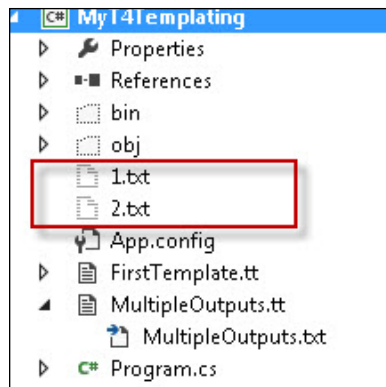 C# MyT4Templating
Properties
References
bin
obj
1.txt
2.txt
App.config
FirstTemplate.tt
MultipleOutputs.tt
MultipleOutputs.txt
C# Program.cs